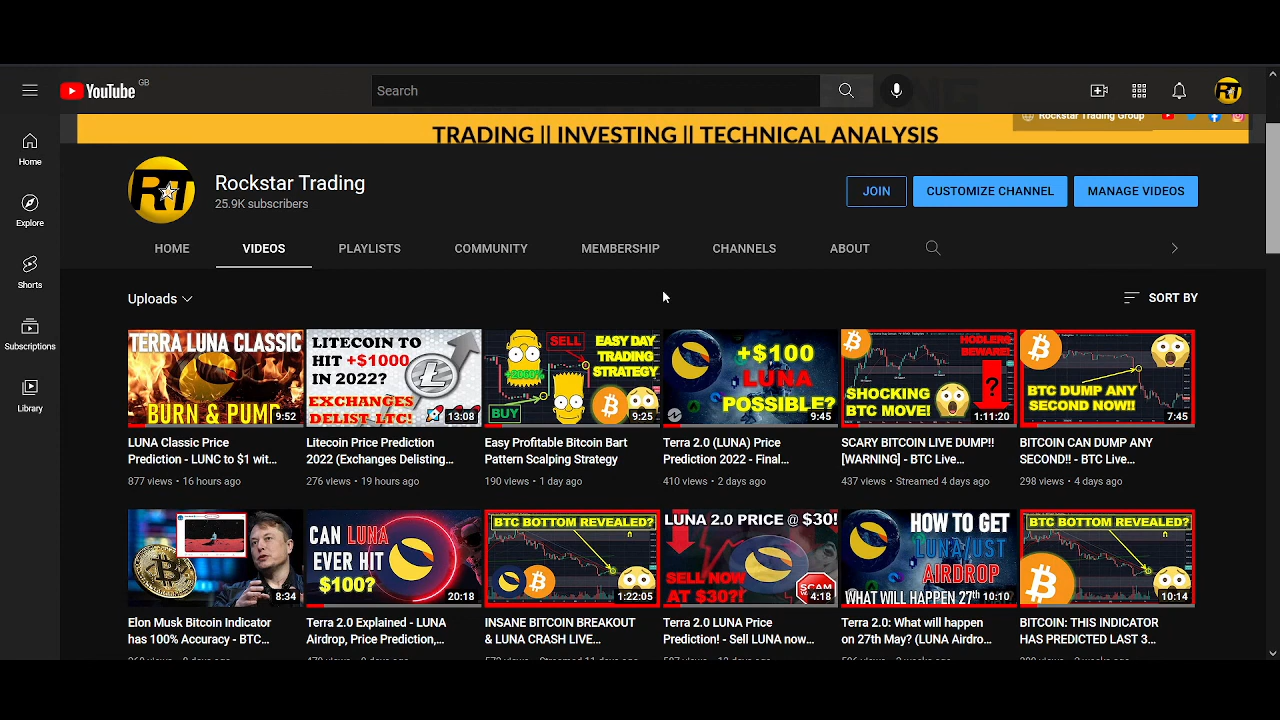 YouTube GB
Search
Rockstar Trading Group
TRADING || INVESTING || TECHNICAL ANALYSIS
RT
Home
Explore
Shorts
Subscriptions
Library
RT
Rockstar Trading
25.9K subscribers
JOIN
CUSTOMIZE CHANNEL
MANAGE VIDEOS
HOME
VIDEOS
PLAYLISTS
COMMUNITY
MEMBERSHIP
CHANNELS
ABOUT
Uploads
SORT BY
TERRA LUNA CLASSIC
BURN & PUMP
9:52
LUNA Classic Price
Prediction - LUNC to $1 wit...
877 views • 16 hours ago
LITECOIN TO
HIT +$1000
IN 2022?
EXCHANGES
DELIST LTC!
13:08
Litecoin Price Prediction
2022 (Exchanges Delisting...
276 views • 19 hours ago
SELL
EASY DAY
TRADING
STRATEGY
BUY
9:25
Easy Profitable Bitcoin Bart
Pattern Scalping Strategy
190 views • 1 day ago
+$100
LUNA
POSSIBLE?
9:45
Terra 2.0 (LUNA) Price
Prediction 2022 - Final...
410 views • 2 days ago
HODLERS
BEWARE!
?
SHOCKING
BTC MOVE!
1:11:20
SCARY BITCOIN LIVE DUMP!!
[WARNING] - BTC Live...
437 views • Streamed 4 days ago
BTC DUMP ANY
SECOND NOW!!
7:45
BITCOIN CAN DUMP ANY
SECOND!! - BTC Live...
298 views • 4 days ago
8:34
Elon Musk Bitcoin Indicator
has 100% Accuracy - BTC...
CAN LUNA
EVER HIT
$100?
20:18
Terra 2.0 Explained - LUNA
Airdrop, Price Prediction,...
BTC BOTTOM REVEALED?
1:22:05
INSANE BITCOIN BREAKOUT
& LUNA CRASH LIVE...
LUNA 2.0 PRICE @ $30!
SELL NOW
AT $30?!
SCAM
4:18
Terra 2.0 LUNA Price
Prediction! - Sell LUNA now...
HOW TO GET
LUNA/UST
AIRDROP
WHAT WILL HAPPEN 27th
10:10
Terra 2.0: What will happen
on 27th May? (LUNA Airdro...
BTC BOTTOM REVEALED?
10:14
BITCOIN: THIS INDICATOR
HAS PREDICTED LAST 3...